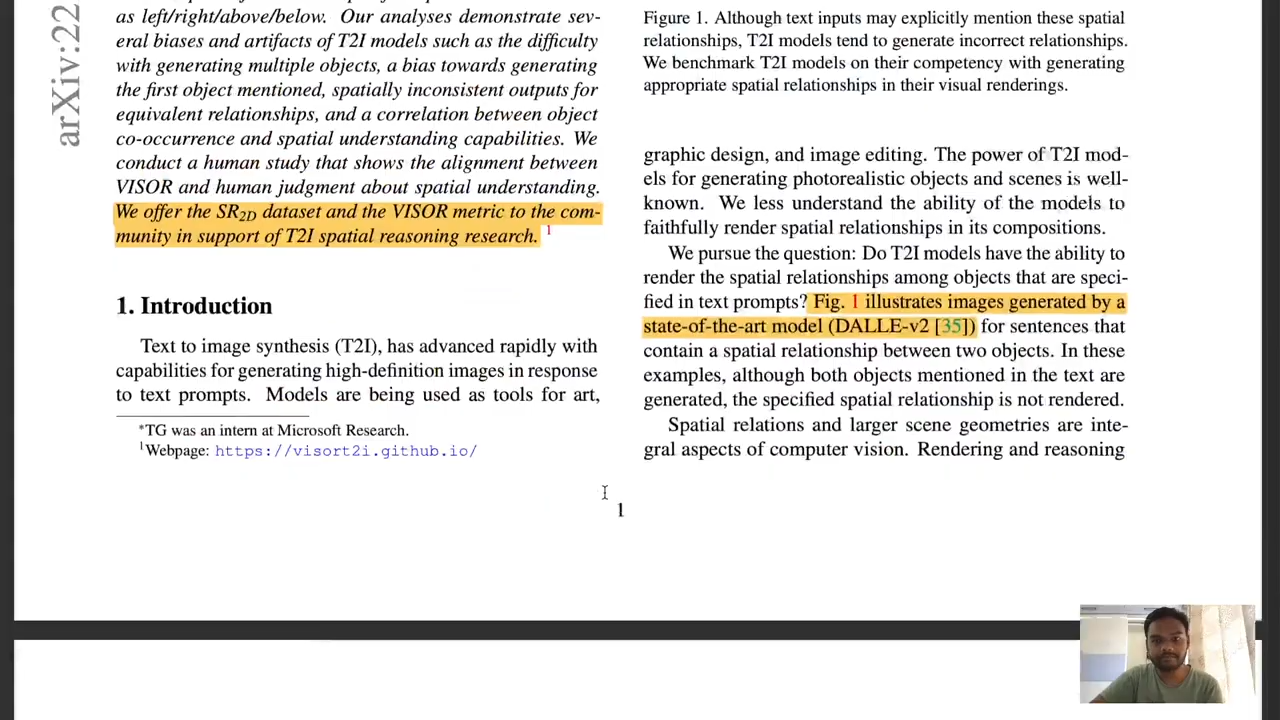 arXiv:22
as left/right/above/below. Our analyses demonstrate sev-
eral biases and artifacts of T2I models such as the difficulty
with generating multiple objects, a bias towards generating
the first object mentioned, spatially inconsistent outputs for
equivalent relationships, and a correlation between object
co-occurrence and spatial understanding capabilities. We
conduct a human study that shows the alignment between
VISOR and human judgment about spatial understanding.
We offer the SR2D dataset and the VISOR metric to the com-
munity in support of T2I spatial reasoning research. 1
1. Introduction
Text to image synthesis (T2I), has advanced rapidly with
capabilities for generating high-definition images in response
to text prompts. Models are being used as tools for art,
*TG was an intern at Microsoft Research.
1Webpage: https://visort2i.github.io/
Figure 1. Although text inputs may explicitly mention these spatial
relationships, T2I models tend to generate incorrect relationships.
We benchmark T2I models on their competency with generating
appropriate spatial relationships in their visual renderings.
graphic design, and image editing. The power of T2I mod-
els for generating photorealistic objects and scenes is well-
known. We less understand the ability of the models to
faithfully render spatial relationships in its compositions.
We pursue the question: Do T2I models have the ability to
render the spatial relationships among objects that are speci-
fied in text prompts? Fig. 1 illustrates images generated by a
state-of-the-art model (DALLE-v2 [35]) for sentences that
contain a spatial relationship between two objects. In these
examples, although both objects mentioned in the text are
generated, the specified spatial relationship is not rendered.
Spatial relations and larger scene geometries are inte-
gral aspects of computer vision. Rendering and reasoning
1